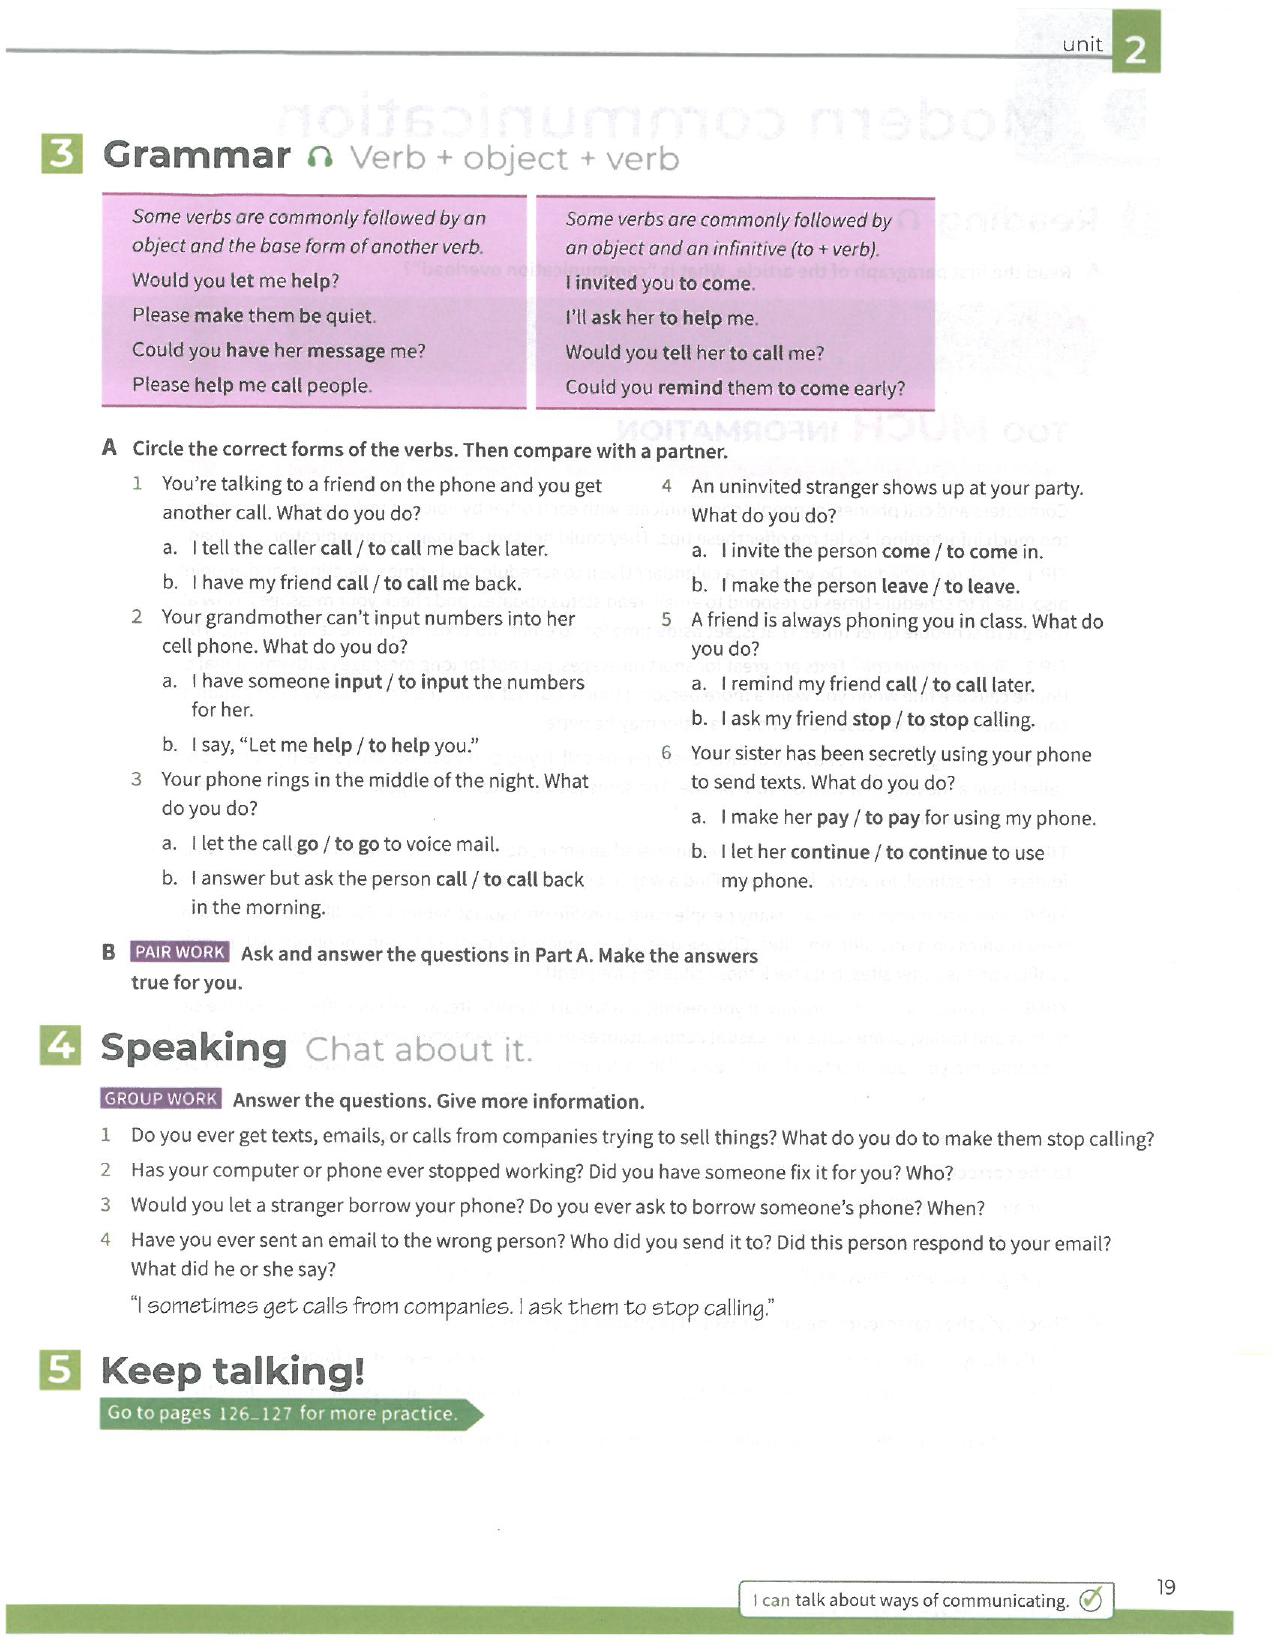 unit 2
3 Grammar Verb + object + verb
Some verbs are commonly followed by an
object and the base form of another verb.
Would you let me help?
Please make them be quiet.
Could you have her message me?
Please help me call people.
Some verbs are commonly followed by
an object and an infinitive (to + verb).
I invited you to come.
I'll ask her to help me.
Would you tell her to call me?
Could you remind them to come early?
A Circle the correct forms of the verbs. Then compare with a partner.
1 You're talking to a friend on the phone and you get
another call. What do you do?
a. I tell the caller call / to call me back later.
b. I have my friend call / to call me back.
2 Your grandmother can't input numbers into her
cell phone. What do you do?
a. I have someone input / to input the numbers
for her.
b. I say, "Let me help / to help you."
3 Your phone rings in the middle of the night. What
do you do?
a. I let the call go / to go to voice mail.
b. I answer but ask the person call / to call back
in the morning.
4 An uninvited stranger shows up at your party.
What do you do?
a. I invite the person come / to come in.
b. I make the person leave / to leave.
5 A friend is always phoning you in class. What do
you do?
a. I remind my friend call / to call later.
b. I ask my friend stop / to stop calling.
6 Your sister has been secretly using your phone
to send texts. What do you do?
a. I make her pay / to pay for using my phone.
b. I let her continue / to continue to use
my phone.
B PAIR WORK Ask and answer the questions in Part A. Make the answers
true for you.
4 Speaking Chat about it.
GROUP WORK Answer the questions. Give more information.
1 Do you ever get texts, emails, or calls from companies trying to sell things? What do you do to make them stop calling?
2 Has your computer or phone ever stopped working? Did you have someone fix it for you? Who?
3 Would you let a stranger borrow your phone? Do you ever ask to borrow someone's phone? When?
4 Have you ever sent an email to the wrong person? Who did you send it to? Did this person respond to your email?
What did he or she say?
"I sometimes get calls from companies. I ask them to stop calling."
5 Keep talking!
Go to pages 126–127 for more practice.
I can talk about ways of communicating.
19